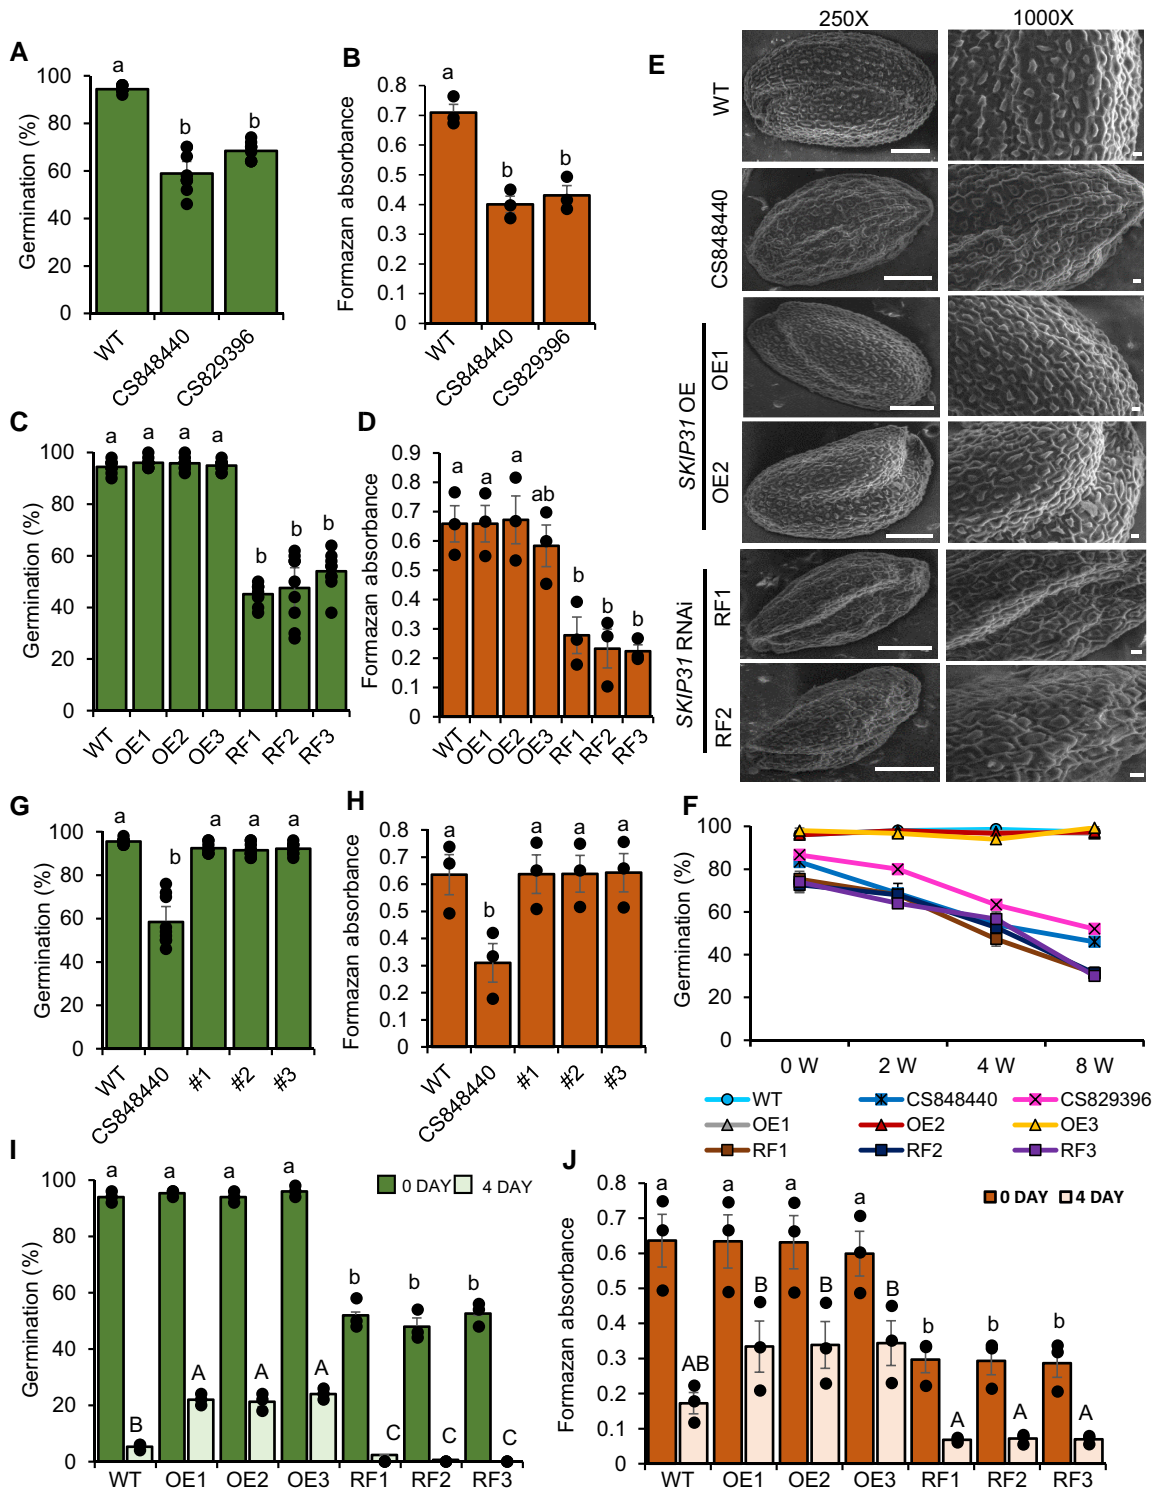 A
Germination (%)
100
80
60
40
20
0
a
b
b
WT
CS848440
CS829396
B
Formazan absorbance
0.8
0.7
0.6
0.5
0.4
0.3
0.2
0.1
0
a
b
b
WT
CS848440
CS829396
E
250X
1000X
WT
CS848440
SKIP31 OE
OE1
OE2
SKIP31 RNAi
RF1
RF2
C
Germination (%)
100
80
60
40
20
0
a
a
a
a
b
b
b
WT
OE1
OE2
OE3
RF1
RF2
RF3
D
Formazan absorbance
0.9
0.8
0.7
0.6
0.5
0.4
0.3
0.2
0.1
0
a
a
a
ab
b
b
b
WT
OE1
OE2
OE3
RF1
RF2
RF3
G
Germination (%)
100
80
60
40
20
0
a
b
a
a
a
WT
CS848440
#1
#2
#3
H
Formazan absorbance
0.8
0.7
0.6
0.5
0.4
0.3
0.2
0.1
0
a
b
a
a
a
WT
CS848440
#1
#2
#3
F
Germination (%)
100
80
60
40
20
0
0 W
2 W
4 W
8 W
WT
CS848440
CS829396
OE1
OE2
OE3
RF1
RF2
RF3
I
Germination (%)
100
80
60
40
20
0
0 DAY
4 DAY
a
B
a
A
a
A
a
A
b
C
b
C
b
C
WT
OE1
OE2
OE3
RF1
RF2
RF3
J
Formazan absorbance
0.8
0.7
0.6
0.5
0.4
0.3
0.2
0.1
0
0 DAY
4 DAY
a
AB
a
B
a
B
a
B
b
A
b
A
b
A
WT
OE1
OE2
OE3
RF1
RF2
RF3